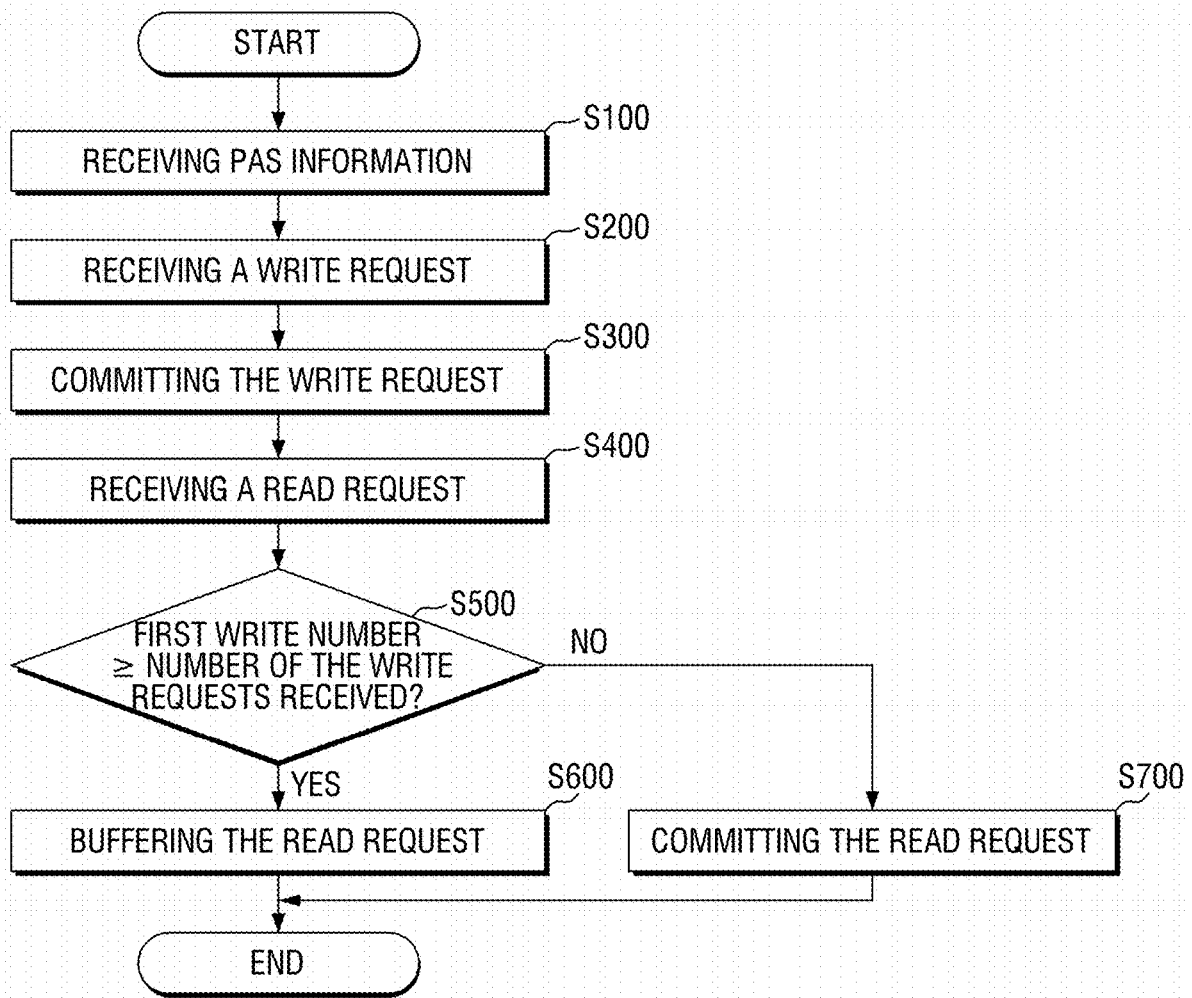 START
S100
RECEIVING PAS INFORMATION
S200
RECEIVING A WRITE REQUEST
S300
COMMITTING THE WRITE REQUEST
S400
RECEIVING A READ REQUEST
S500
FIRST WRITE NUMBER
≥ NUMBER OF THE WRITE
REQUESTS RECEIVED?
NO
YES
S600
BUFFERING THE READ REQUEST
S700
COMMITTING THE READ REQUEST
END